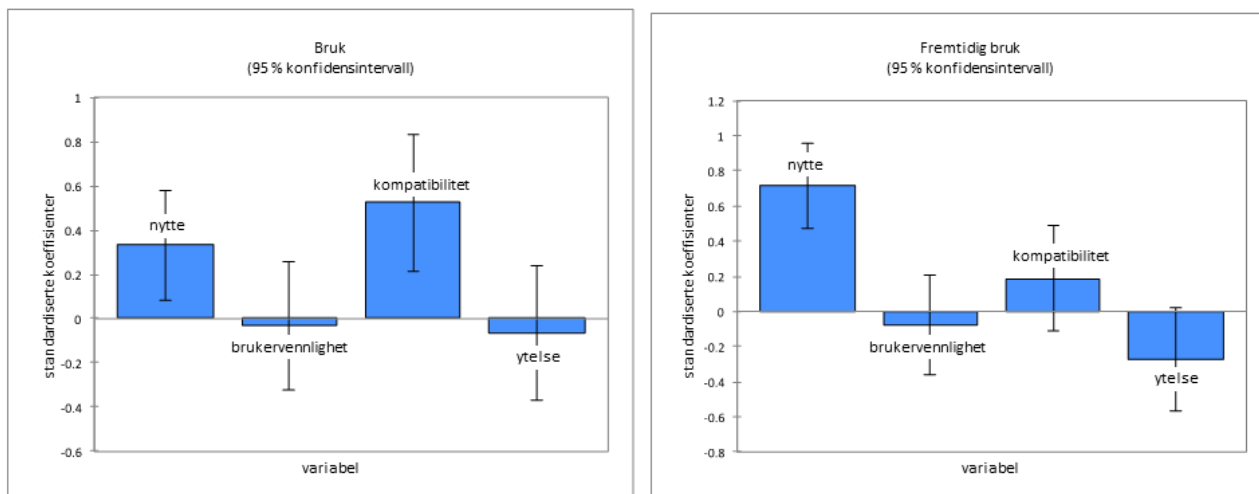 Bruk
(95 % konfidensintervall)
1
0.8
0.6
0.4
0.2
0
-0.2
-0.4
-0.6
standardiserte koeffisienter
nytte
brukervennlighet
kompatibilitet
ytelse
variabel
Fremtidig bruk
(95 % konfidensintervall)
1.2
1
0.8
0.6
0.4
0.2
0
-0.2
-0.4
-0.6
-0.8
standardiserte koeffisienter
nytte
brukervennlighet
kompatibilitet
ytelse
variabel